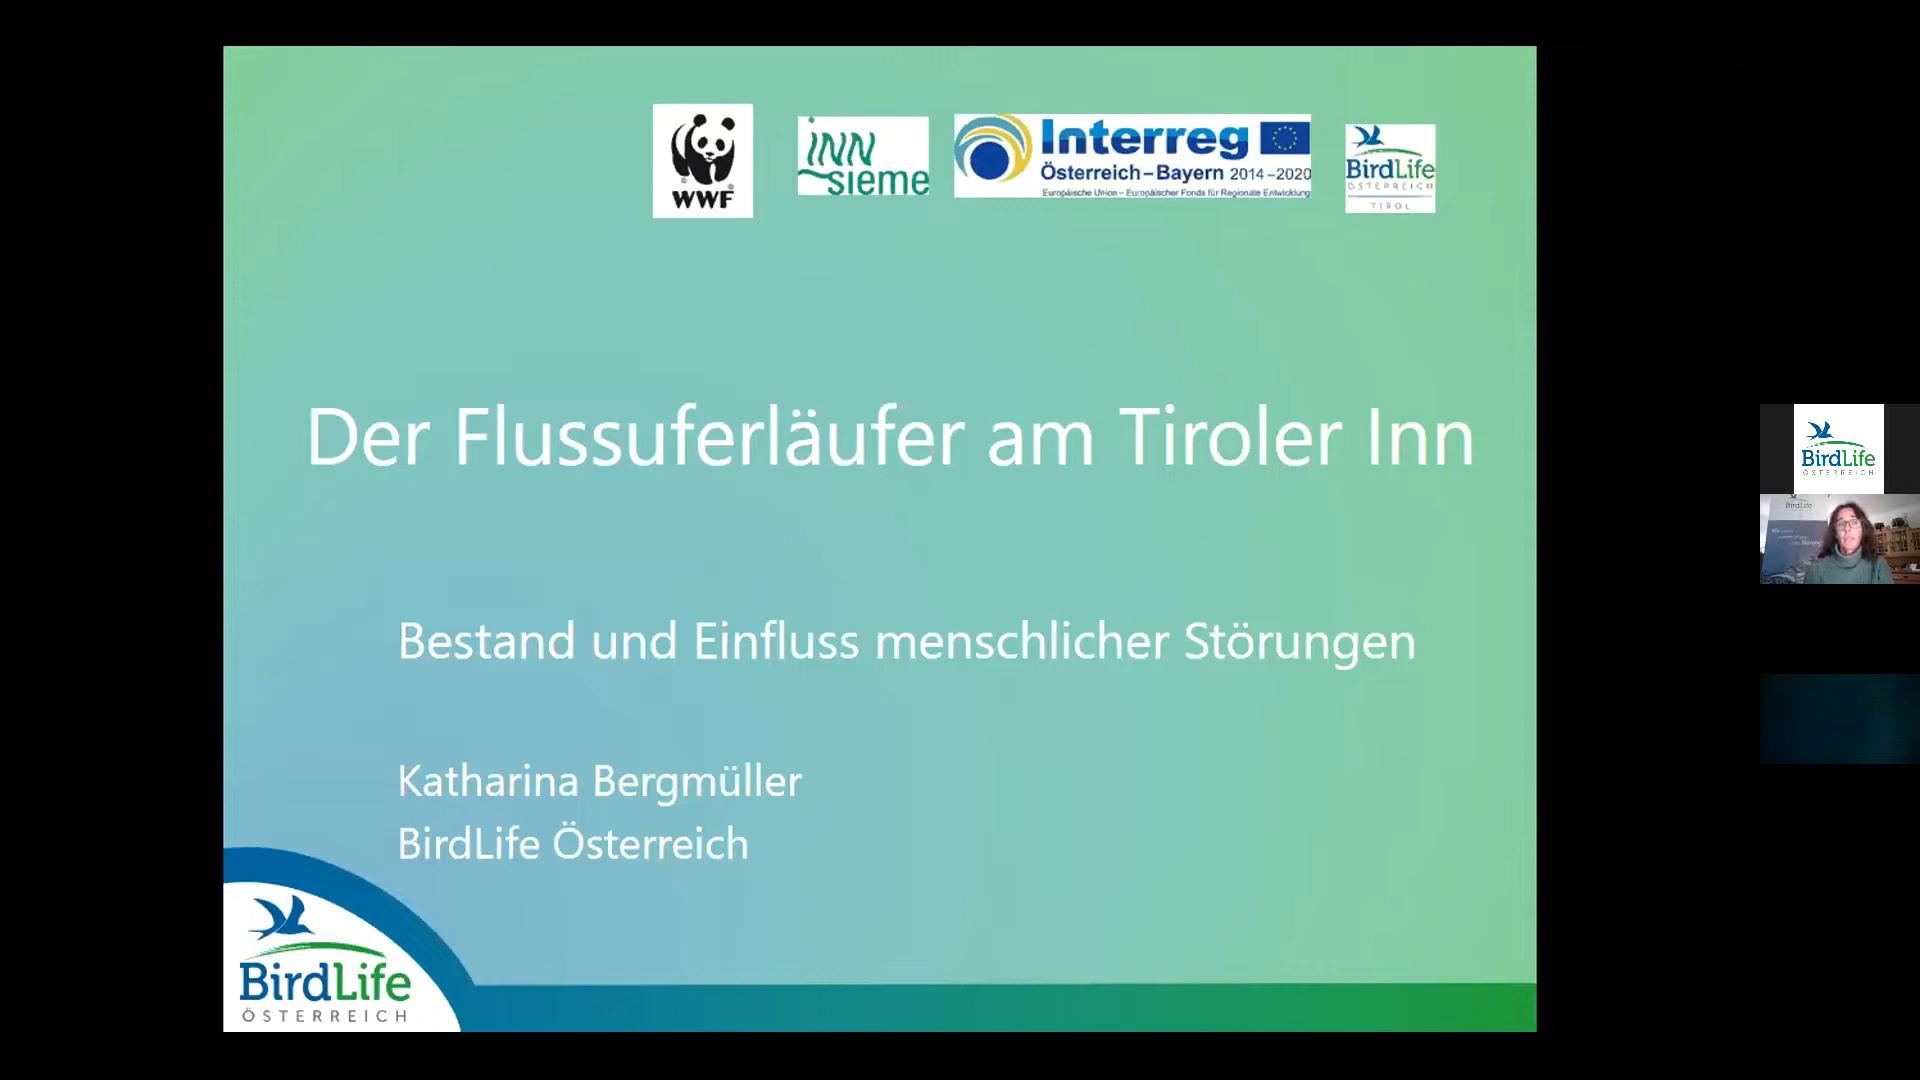 WWF
inn
sieme
Interreg
Österreich – Bayern 2014 – 2020
Europäische Union – Europäischer Fonds für Regionale Entwicklung
BirdLife
ÖSTERREICH
TIROL
Der Flussuferläufer am Tiroler Inn
Bestand und Einfluss menschlicher Störungen
Katharina Bergmüller
BirdLife Österreich
BirdLife
ÖSTERREICH
BirdLife
ÖSTERREICH
BirdLife